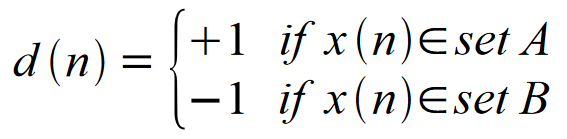 d(n) = {+1 if x(n)∈set A
−1 if x(n)∈set B